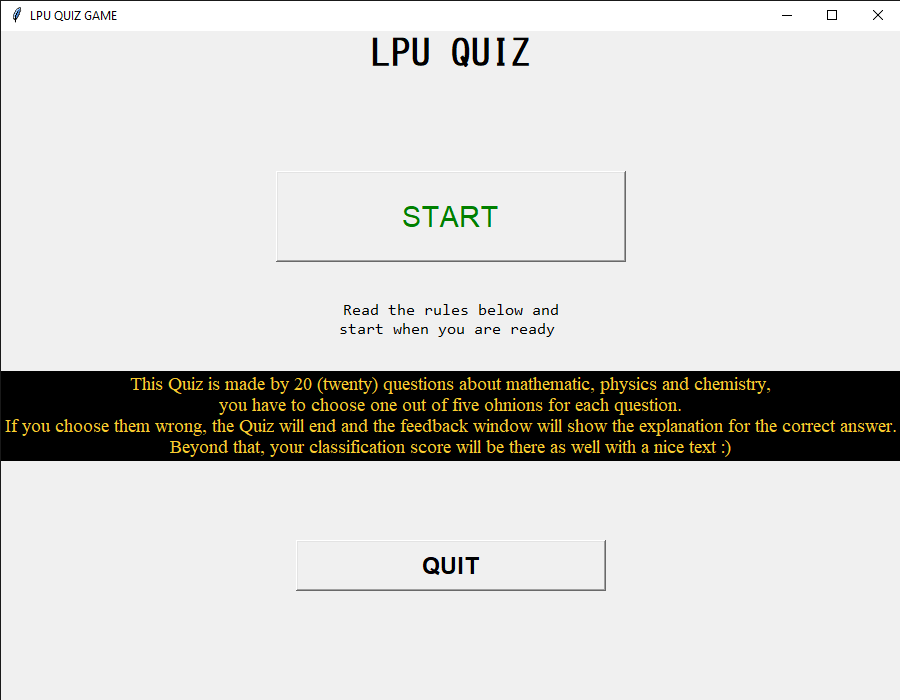 LPU QUIZ GAME
LPU QUIZ
START
Read the rules below and
start when you are ready
This Quiz is made by 20 (twenty) questions about mathematic, physics and chemistry,
you have to choose one out of five ohnions for each question.
If you choose them wrong, the Quiz will end and the feedback window will show the explanation for the correct answer.
Beyond that, your classification score will be there as well with a nice text :)
QUIT